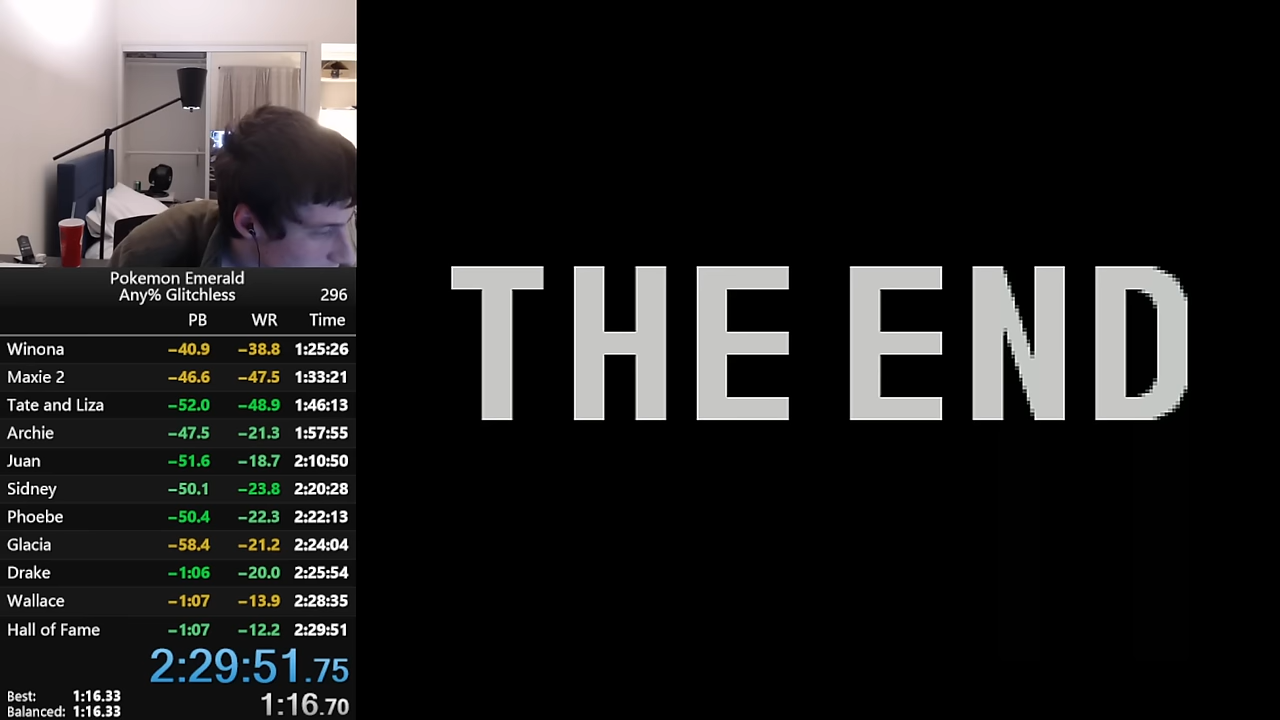 THE END
Pokemon Emerald
Any% Glitchless 296
PB WR Time
Winona −40.9 −38.8 1:25:26
Maxie 2 −46.6 −47.5 1:33:21
Tate and Liza −52.0 −48.9 1:46:13
Archie −47.5 −21.3 1:57:55
Juan −51.6 −18.7 2:10:50
Sidney −50.1 −23.8 2:20:28
Phoebe −50.4 −22.3 2:22:13
Glacia −58.4 −21.2 2:24:04
Drake −1:06 −20.0 2:25:54
Wallace −1:07 −13.9 2:28:35
Hall of Fame −1:07 −12.2 2:29:51
2:29:51.75
Best: 1:16.33
Balanced: 1:16.33
1:16.70